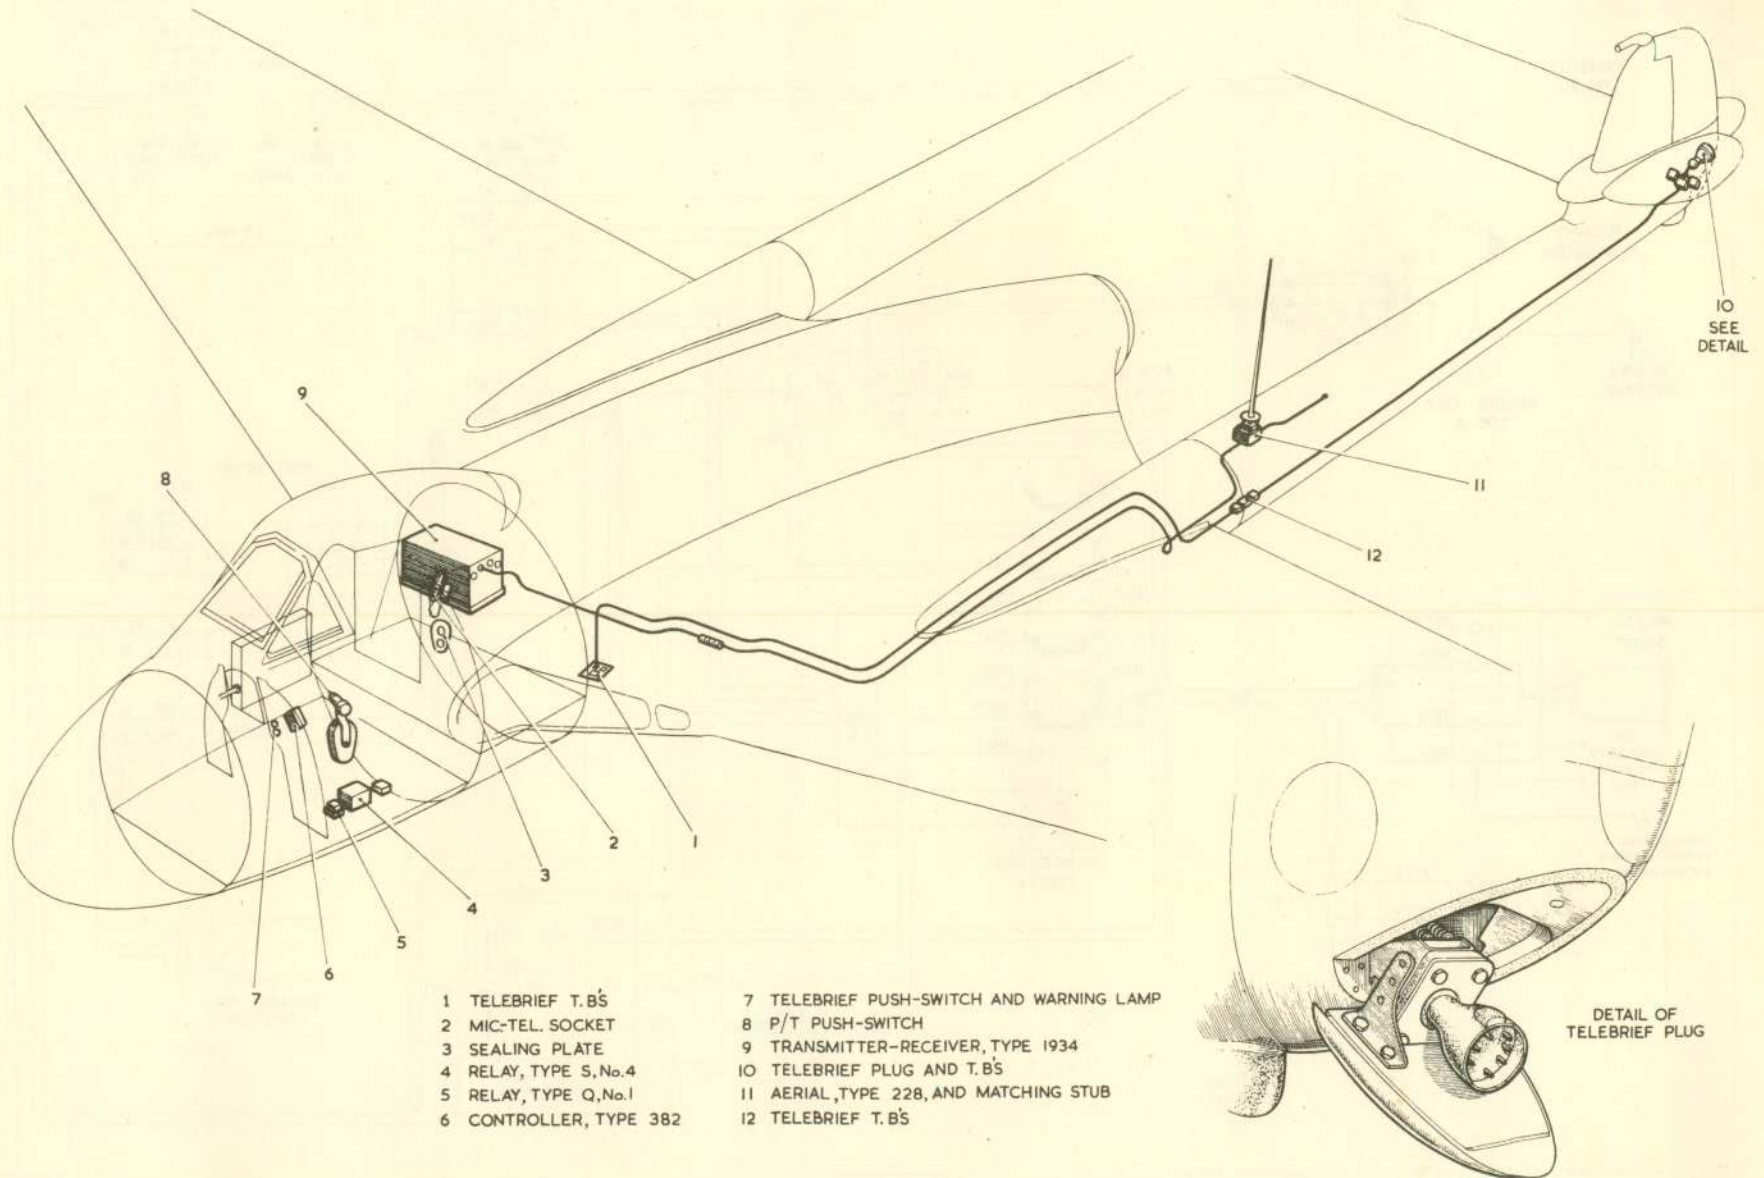 10
SEE
DETAIL
9
8
11
12
1
2
3
4
5
6
7
1 TELEBRIEF T.B'S
2 MIC-TEL. SOCKET
3 SEALING PLATE
4 RELAY, TYPE S, No.4
5 RELAY, TYPE Q, No.1
6 CONTROLLER, TYPE 382
7 TELEBRIEF PUSH-SWITCH AND WARNING LAMP
8 P/T PUSH-SWITCH
9 TRANSMITTER-RECEIVER, TYPE 1934
10 TELEBRIEF PLUG AND T.B'S
11 AERIAL, TYPE 228, AND MATCHING STUB
12 TELEBRIEF T.B'S
DETAIL OF
TELEBRIEF PLUG